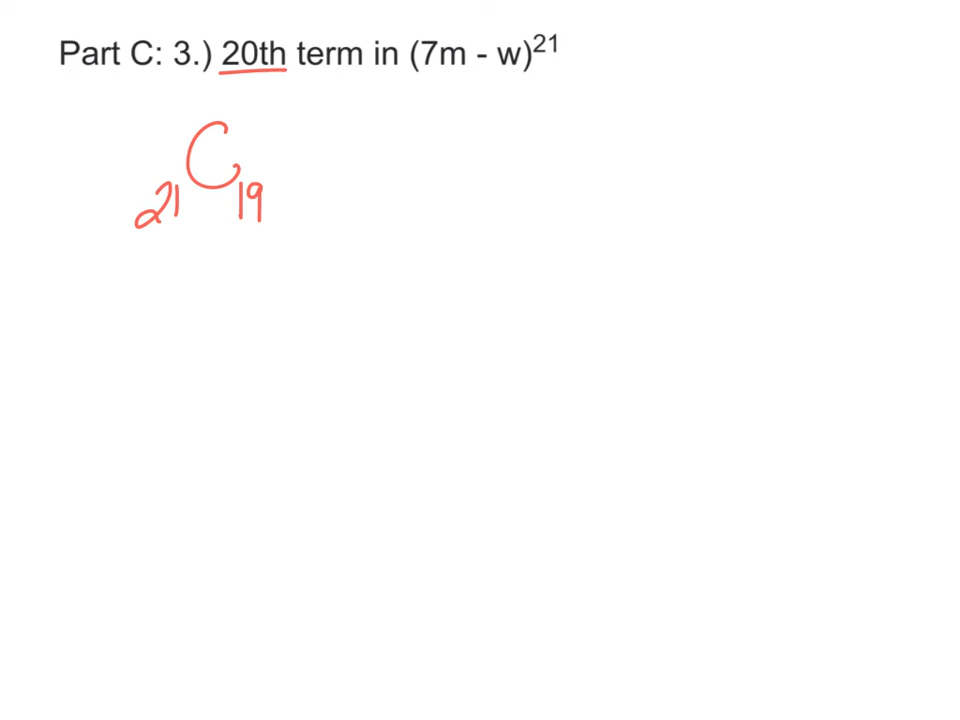 Part C: 3.) 20th term in (7m - w)²¹
₂₁C₁₉